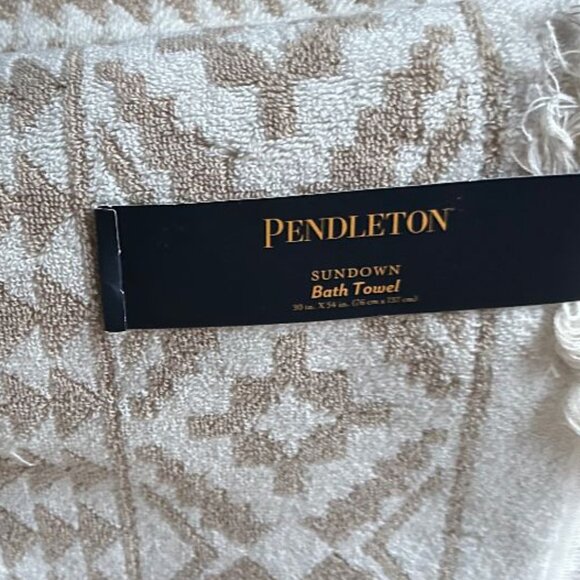 PENDLETON
SUNDOWN
Bath Towel
30 in. X 54 in. (76 cm x 137 cm)